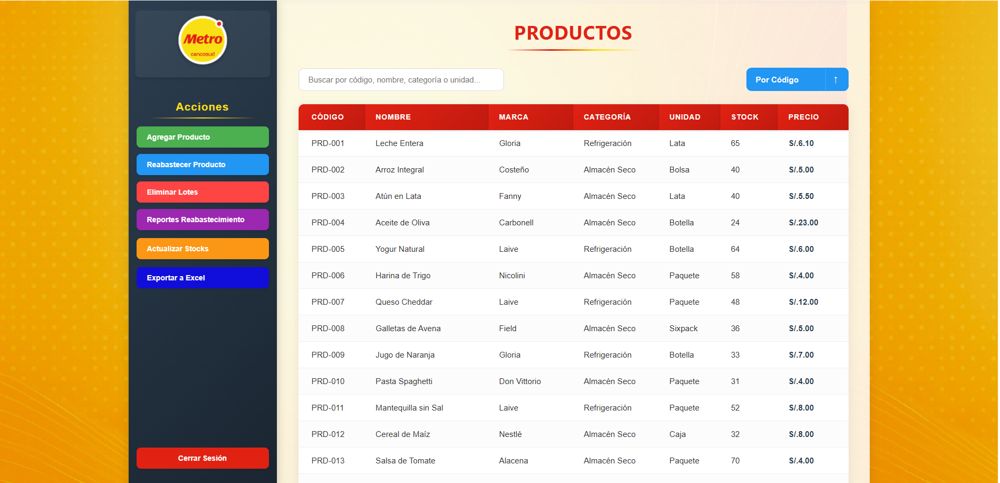 Metro
cencosud
Acciones
Agregar Producto
Reabastecer Producto
Eliminar Lotes
Reportes Reabastecimiento
Actualizar Stocks
Exportar a Excel
Cerrar Sesión
PRODUCTOS
Buscar por código, nombre, categoría o unidad...
Por Código ↑
CÓDIGO NOMBRE MARCA CATEGORÍA UNIDAD STOCK PRECIO
PRD-001 Leche Entera Gloria Refrigeración Lata 65 S/.6.10
PRD-002 Arroz Integral Costeño Almacén Seco Bolsa 40 S/.5.00
PRD-003 Atún en Lata Fanny Almacén Seco Lata 40 S/.5.50
PRD-004 Aceite de Oliva Carbonell Almacén Seco Botella 24 S/.23.00
PRD-005 Yogur Natural Laive Refrigeración Botella 64 S/.6.00
PRD-006 Harina de Trigo Nicolini Almacén Seco Paquete 58 S/.4.00
PRD-007 Queso Cheddar Laive Refrigeración Paquete 48 S/.12.00
PRD-008 Galletas de Avena Field Almacén Seco Sixpack 36 S/.5.00
PRD-009 Jugo de Naranja Gloria Refrigeración Botella 33 S/.7.00
PRD-010 Pasta Spaghetti Don Vittorio Almacén Seco Paquete 31 S/.4.00
PRD-011 Mantequilla sin Sal Laive Refrigeración Paquete 52 S/.8.00
PRD-012 Cereal de Maíz Nestlé Almacén Seco Caja 32 S/.8.00
PRD-013 Salsa de Tomate Alacena Almacén Seco Paquete 70 S/.4.00